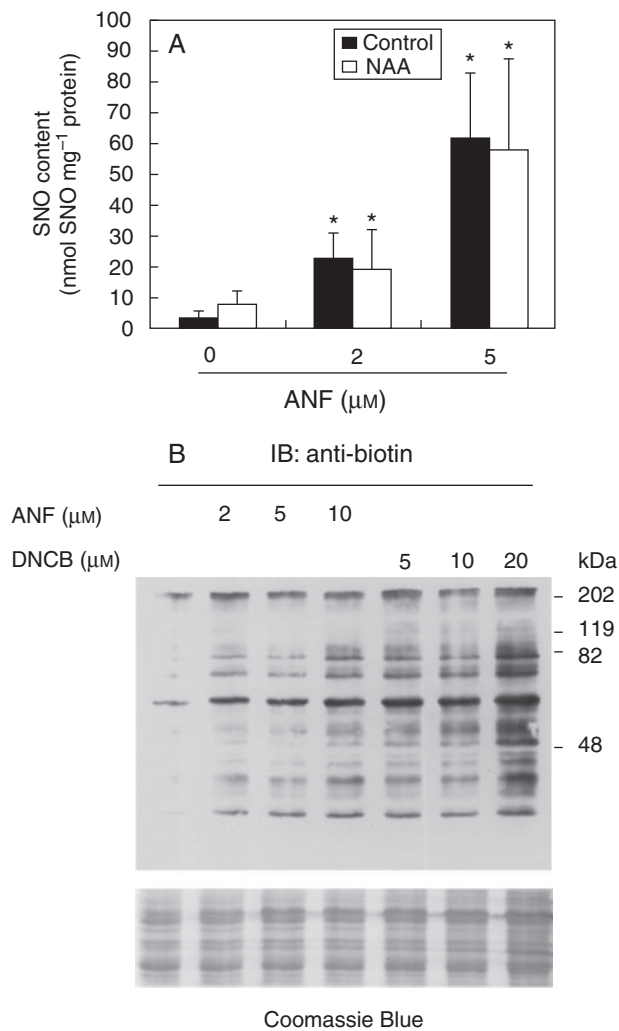 A
Control
NAA
SNO content
(nmol SNO mg⁻¹ protein)
100
90
80
70
60
50
40
30
20
10
0
* * * *
0 2 5
ANF (μM)
B IB: anti-biotin
ANF (μM) 2 5 10
DNCB (μM) 5 10 20 kDa
202
119
82
48
Coomassie Blue